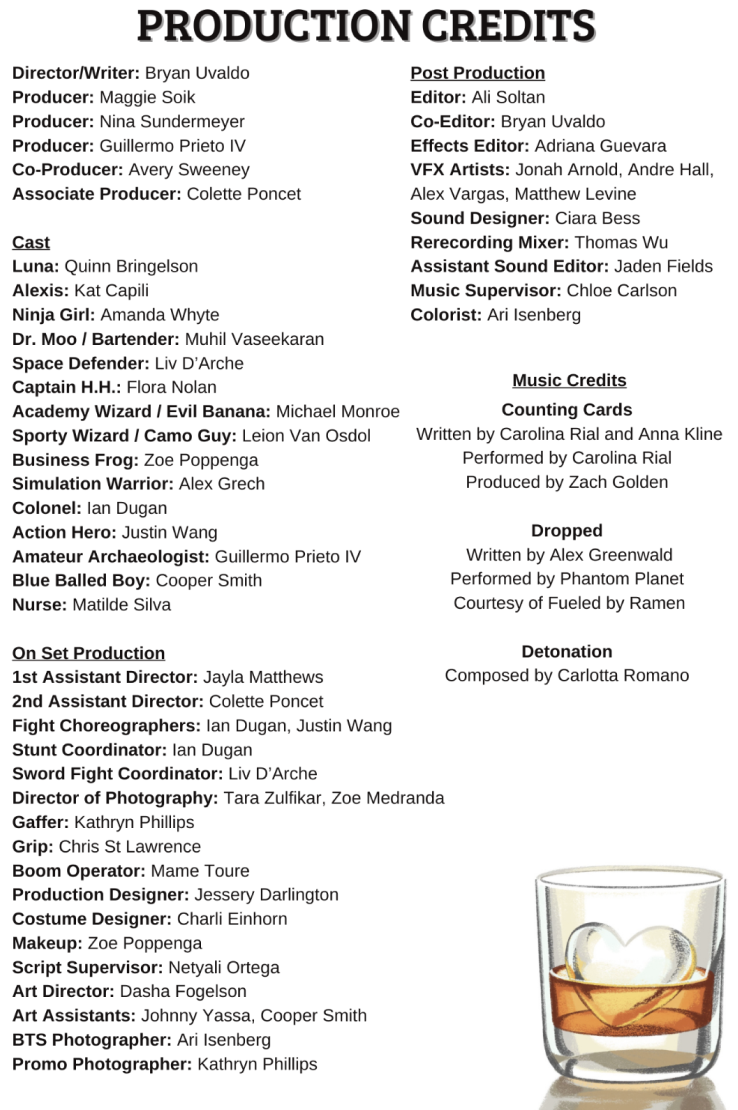 PRODUCTION CREDITS
Director/Writer: Bryan Uvaldo
Producer: Maggie Soik
Producer: Nina Sundermeyer
Producer: Guillermo Prieto IV
Co-Producer: Avery Sweeney
Associate Producer: Colette Poncet
Cast
Luna: Quinn Bringelson
Alexis: Kat Capili
Ninja Girl: Amanda Whyte
Dr. Moo / Bartender: Muhil Vaseekaran
Space Defender: Liv D’Arche
Captain H.H.: Flora Nolan
Academy Wizard / Evil Banana: Michael Monroe
Sporty Wizard / Camo Guy: Leion Van Osdol
Business Frog: Zoe Poppenga
Simulation Warrior: Alex Grech
Colonel: Ian Dugan
Action Hero: Justin Wang
Amateur Archaeologist: Guillermo Prieto IV
Blue Balled Boy: Cooper Smith
Nurse: Matilde Silva
On Set Production
1st Assistant Director: Jayla Matthews
2nd Assistant Director: Colette Poncet
Fight Choreographers: Ian Dugan, Justin Wang
Stunt Coordinator: Ian Dugan
Sword Fight Coordinator: Liv D’Arche
Director of Photography: Tara Zulfikar, Zoe Medranda
Gaffer: Kathryn Phillips
Grip: Chris St Lawrence
Boom Operator: Mame Toure
Production Designer: Jessery Darlington
Costume Designer: Charli Einhorn
Makeup: Zoe Poppenga
Script Supervisor: Netyali Ortega
Art Director: Dasha Fogelson
Art Assistants: Johnny Yassa, Cooper Smith
BTS Photographer: Ari Isenberg
Promo Photographer: Kathryn Phillips
Post Production
Editor: Ali Soltan
Co-Editor: Bryan Uvaldo
Effects Editor: Adriana Guevara
VFX Artists: Jonah Arnold, Andre Hall,
Alex Vargas, Matthew Levine
Sound Designer: Ciara Bess
Rerecording Mixer: Thomas Wu
Assistant Sound Editor: Jaden Fields
Music Supervisor: Chloe Carlson
Colorist: Ari Isenberg
Music Credits
Counting Cards
Written by Carolina Rial and Anna Kline
Performed by Carolina Rial
Produced by Zach Golden
Dropped
Written by Alex Greenwald
Performed by Phantom Planet
Courtesy of Fueled by Ramen
Detonation
Composed by Carlotta Romano